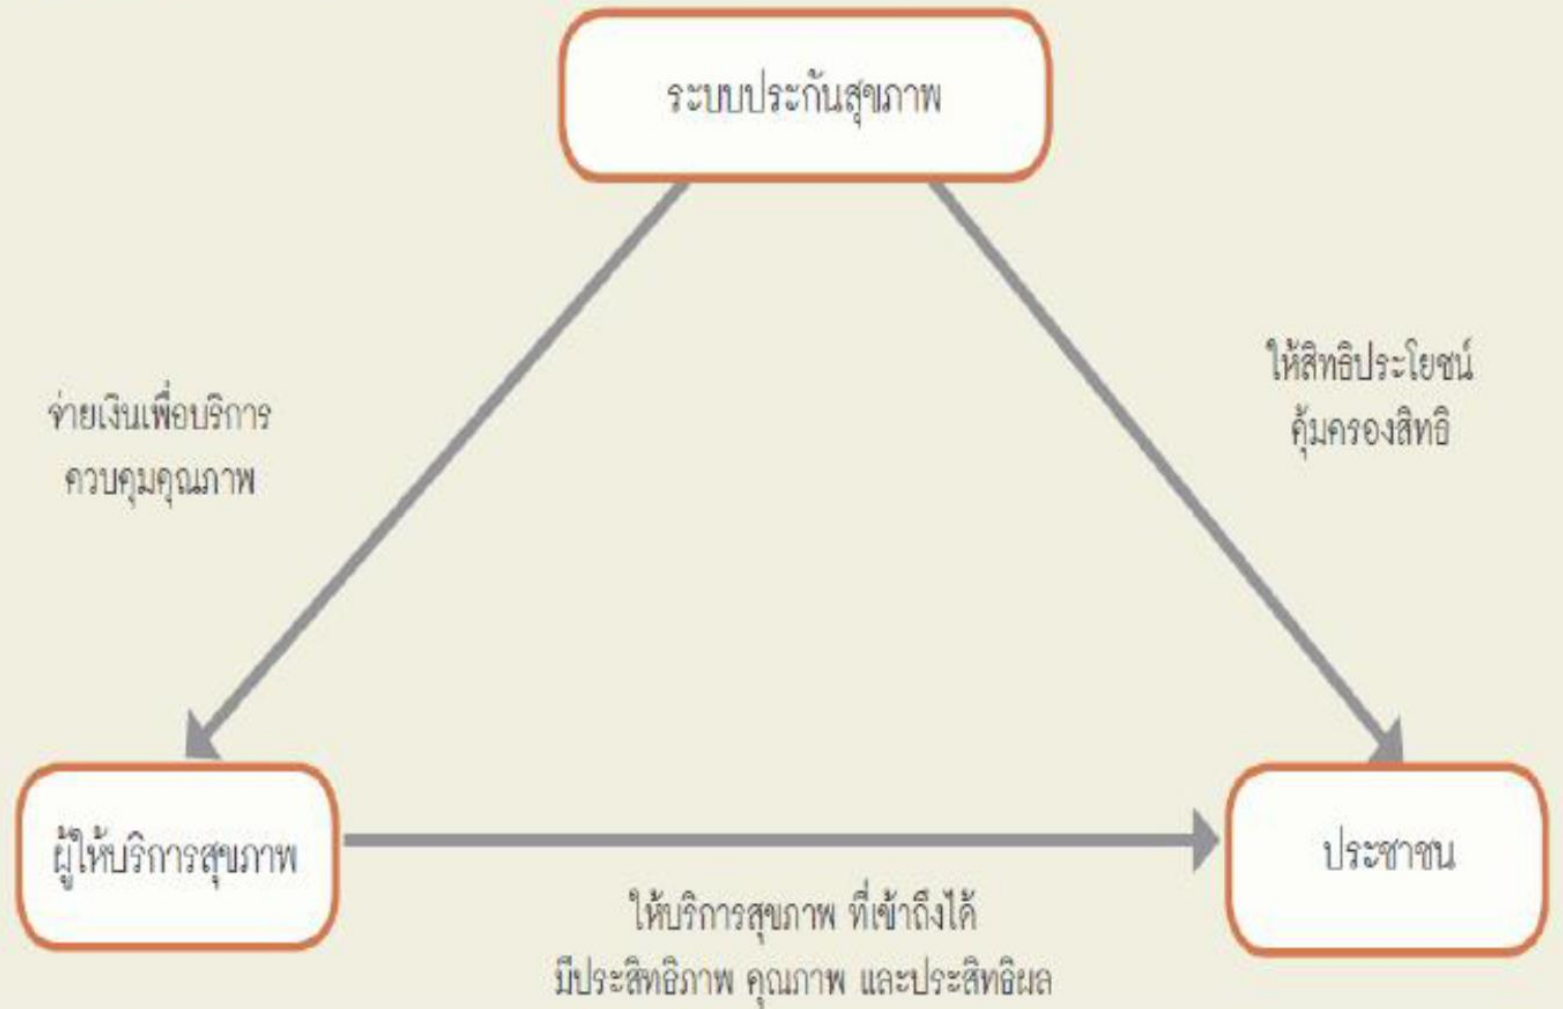 ระบบประกันสุขภาพ
จ่ายเงินเพื่อบริการ
ควบคุมคุณภาพ
ให้สิทธิประโยชน์
คุ้มครองสิทธิ
ผู้ให้บริการสุขภาพ
ประชาชน
ให้บริการสุขภาพ ที่เข้าถึงได้
มีประสิทธิภาพ คุณภาพ และประสิทธิผล